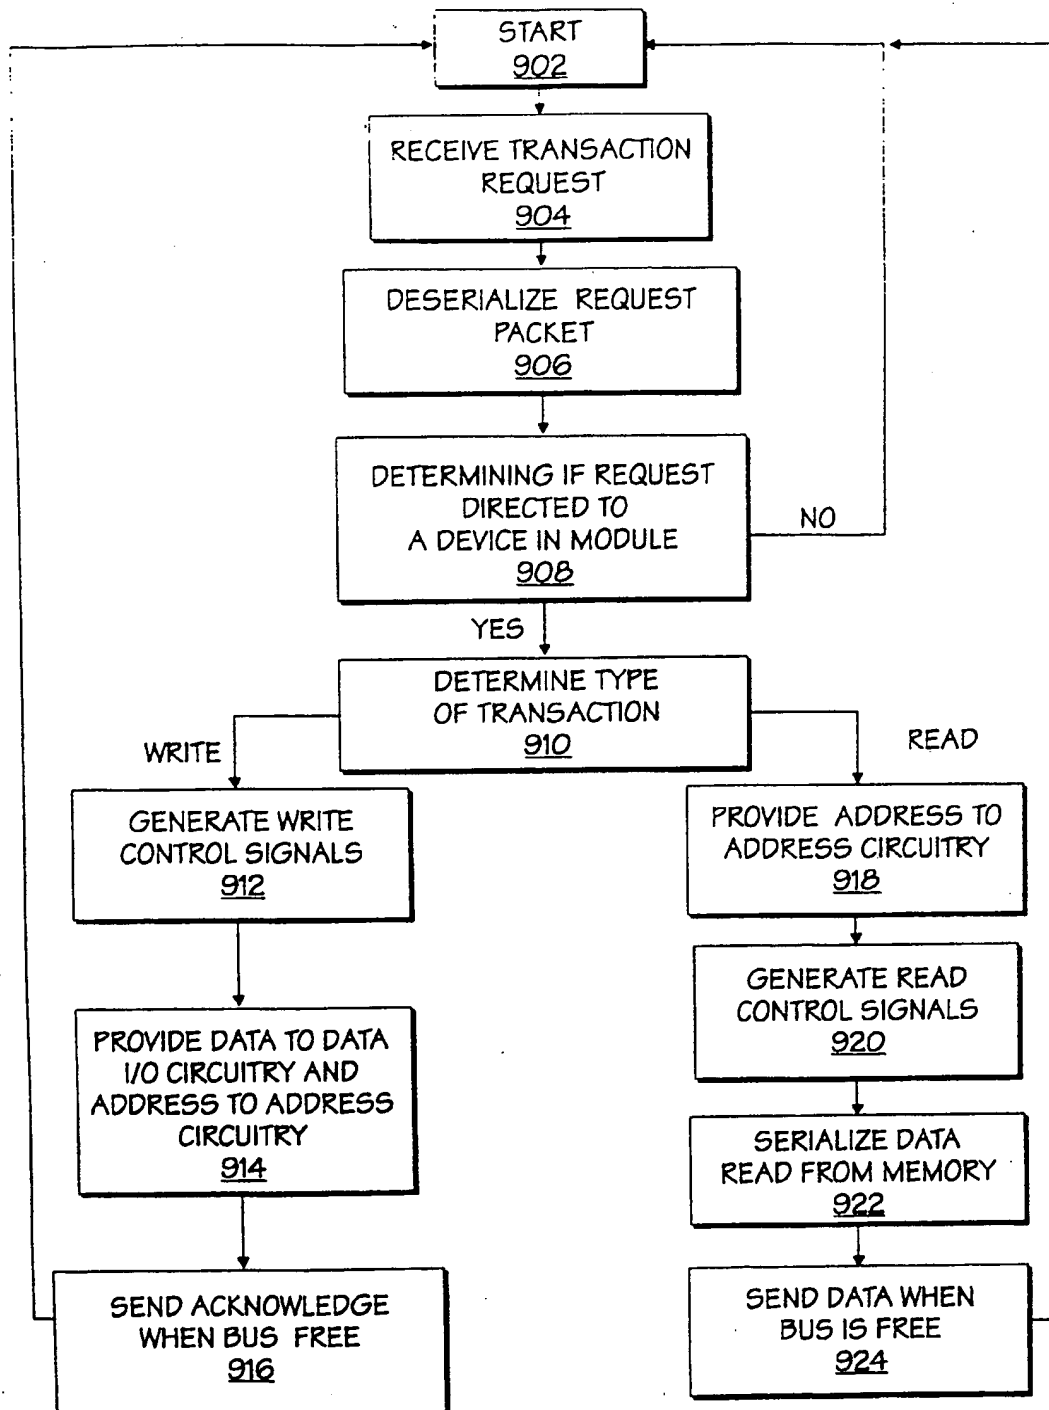 START
902
RECEIVE TRANSACTION
REQUEST
904
DESERIALIZE REQUEST
PACKET
906
DETERMINING IF REQUEST
DIRECTED TO
A DEVICE IN MODULE
908
NO
YES
DETERMINE TYPE
OF TRANSACTION
910
WRITE
READ
GENERATE WRITE
CONTROL SIGNALS
912
PROVIDE ADDRESS TO
ADDRESS CIRCUITRY
918
GENERATE READ
CONTROL SIGNALS
920
PROVIDE DATA TO DATA
I/O CIRCUITRY AND
ADDRESS TO ADDRESS
CIRCUITRY
914
SERIALIZE DATA
READ FROM MEMORY
922
SEND ACKNOWLEDGE
WHEN BUS FREE
916
SEND DATA WHEN
BUS IS FREE
924